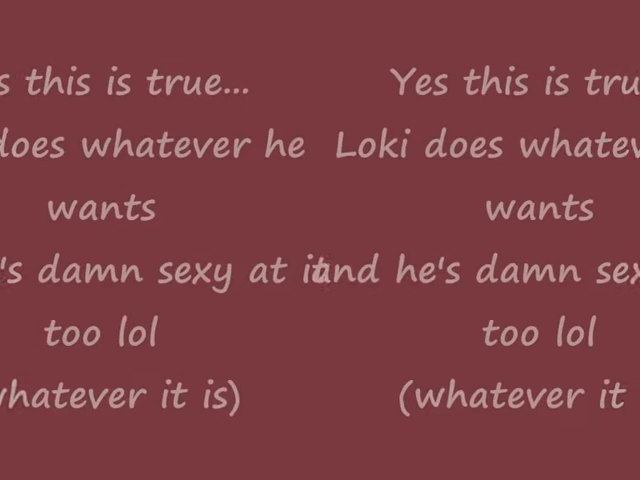 s this is true...
does whatever he
wants
's damn sexy at it
too lol
whatever it is)
Yes this is tru
Loki does whatev
wants
and he's damn sex
too lol
(whatever it